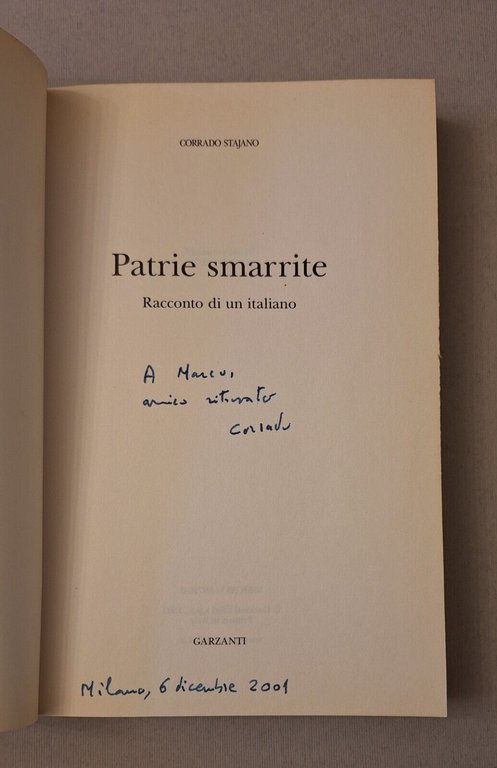 CORRADO STAJANO
Patrie smarrite
Racconto di un italiano
A Marco,
amico ritrovato
Corrado
GARZANTI
Milano, 6 dicembre 2001